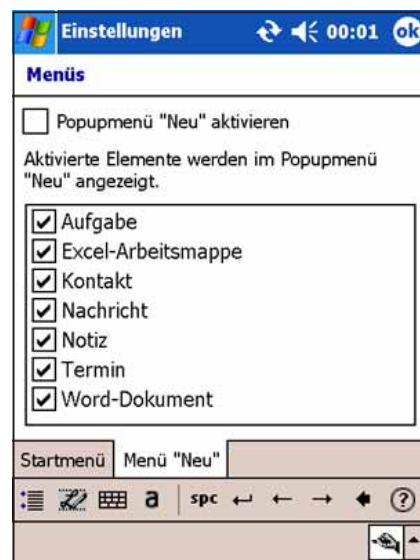 Einstellungen 00:01 ok
Menüs
Popupmenü "Neu" aktivieren
Aktivierte Elemente werden im Popupmenü
"Neu" angezeigt.
Aufgabe
Excel-Arbeitsmappe
Kontakt
Nachricht
Notiz
Termin
Word-Dokument
Startmenü Menü "Neu"
a spc ?